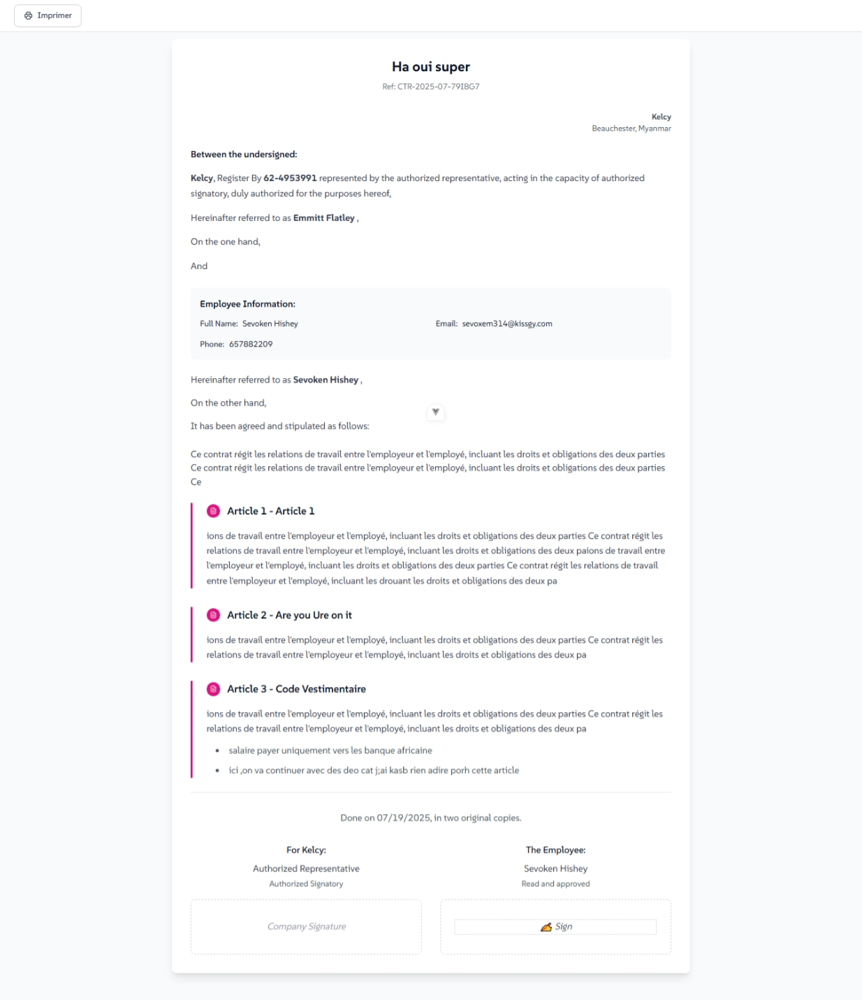 Imprimer
Ha oui super
Ref: CTR-2025-07-79IBG7
Kelcy
Beauchester, Myanmar
Between the undersigned:
Kelcy, Register By 62-4953991 represented by the authorized representative, acting in the capacity of authorized
signatory, duly authorized for the purposes hereof,
Hereinafter referred to as Emmitt Flatley ,
On the one hand,
And
Employee Information:
Full Name: Sevoken Hishey
Email: sevoxem314@kissgy.com
Phone: 657882209
Hereinafter referred to as Sevoken Hishey ,
On the other hand,
It has been agreed and stipulated as follows:
Ce contrat régit les relations de travail entre l'employeur et l'employé, incluant les droits et obligations des deux parties
Ce contrat régit les relations de travail entre l'employeur et l'employé, incluant les droits et obligations des deux parties
Ce
Article 1 - Article 1
ions de travail entre l'employeur et l'employé, incluant les droits et obligations des deux parties Ce contrat régit les
relations de travail entre l'employeur et l'employé, incluant les droits et obligations des deux paions de travail entre
l'employeur et l'employé, incluant les droits et obligations des deux parties Ce contrat régit les relations de travail
entre l'employeur et l'employé, incluant les drouant les droits et obligations des deux pa
Article 2 - Are you Ure on it
ions de travail entre l'employeur et l'employé, incluant les droits et obligations des deux parties Ce contrat régit les
relations de travail entre l'employeur et l'employé, incluant les droits et obligations des deux pa
Article 3 - Code Vestimentaire
ions de travail entre l'employeur et l'employé, incluant les droits et obligations des deux parties Ce contrat régit les
relations de travail entre l'employeur et l'employé, incluant les droits et obligations des deux pa
• salaire payer uniquement vers les banque africaine
• ici ,on va continuer avec des deo cat j;ai kasb rien adire porh cette article
Done on 07/19/2025, in two original copies.
For Kelcy:
Authorized Representative
Authorized Signatory
Company Signature
The Employee:
Sevoken Hishey
Read and approved
✍ Sign